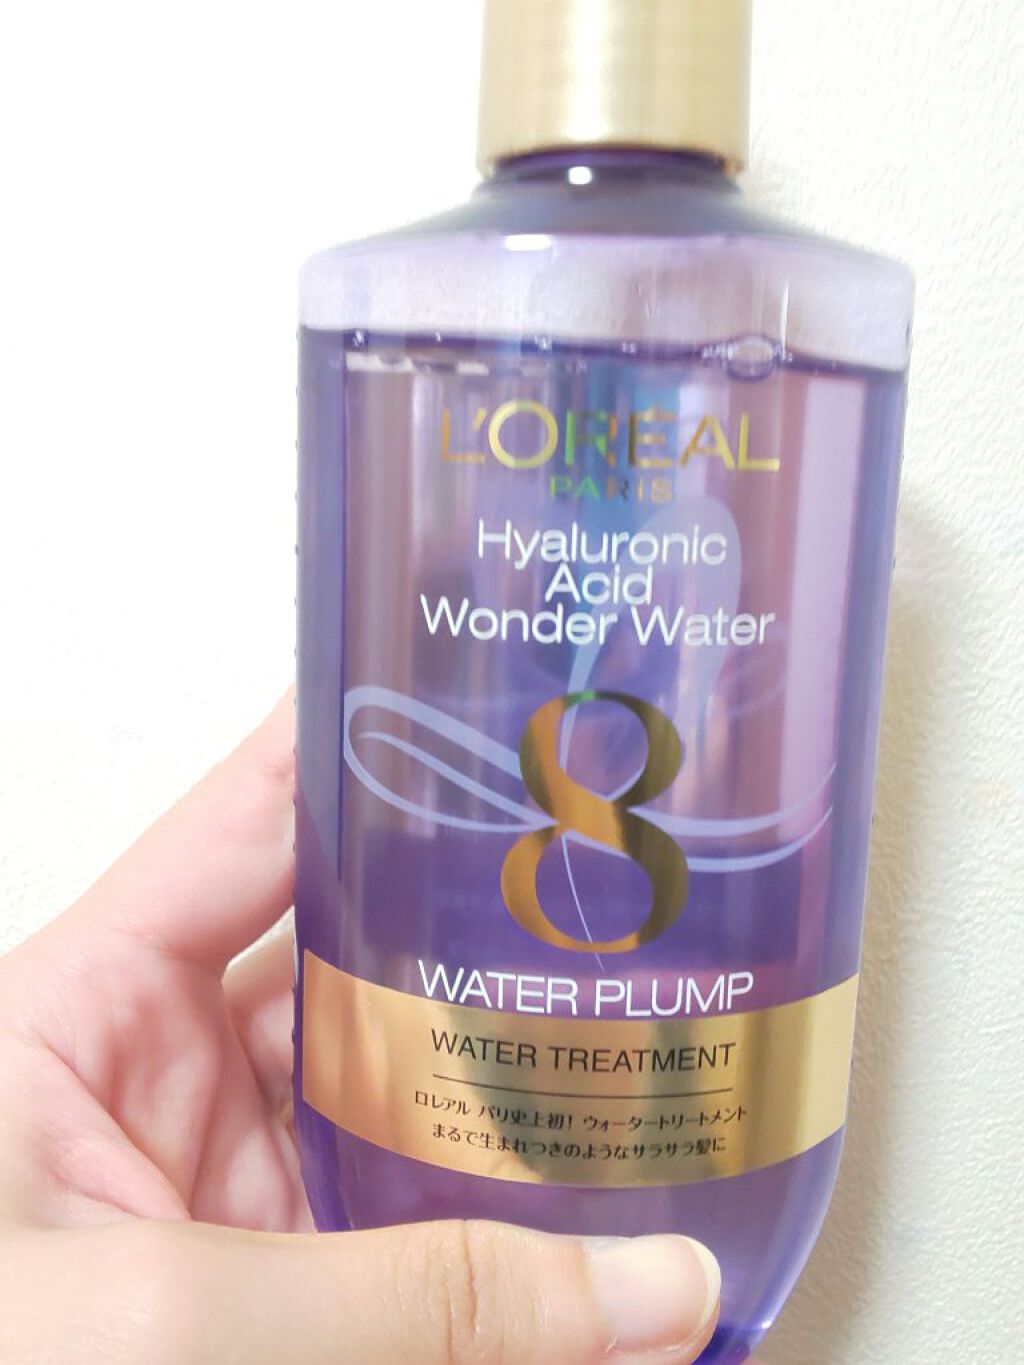 L'ORÉAL
PARIS
Hyaluronic
Acid
Wonder Water
8
WATER PLUMP
WATER TREATMENT
ロレアル パリ史上初! ウォータートリートメント
まるで生まれつきのようなサラサラ髪に